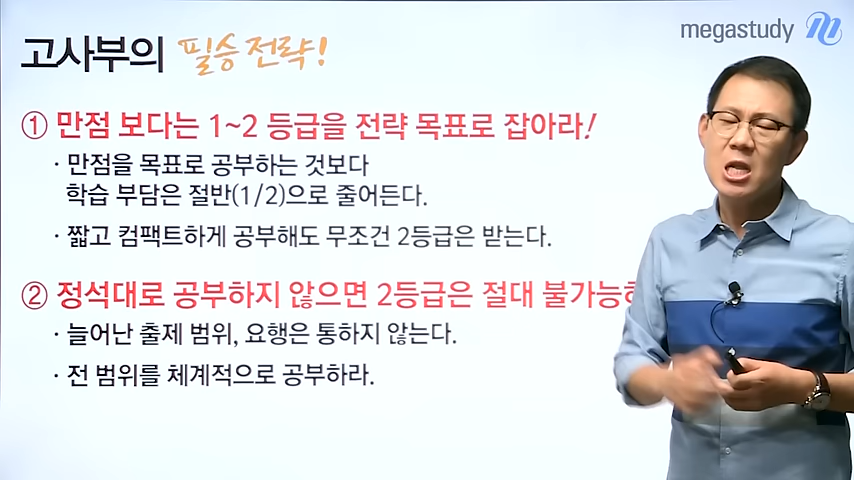 고사부의 필승전략!
megastudy
① 만점 보다는 1~2 등급을 전략 목표로 잡아라!
· 만점을 목표로 공부하는 것보다
학습 부담은 절반(1/2)으로 줄어든다.
· 짧고 컴팩트하게 공부해도 무조건 2등급은 받는다.
② 정석대로 공부하지 않으면 2등급은 절대
· 늘어난 출제 범위, 요행은 통하지 않는다.
· 전 범위를 체계적으로 공부하라.